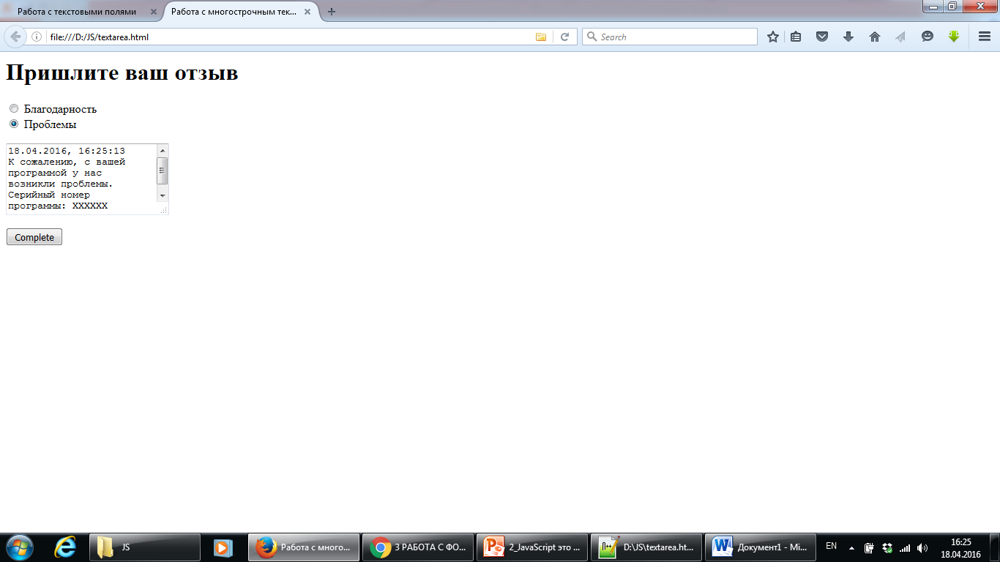 Работа с текстовыми полями
Работа с многострочным тек...
file:///D:/JS/textarea.html
Search
Пришлите ваш отзыв
Благодарность
Проблемы
18.04.2016, 16:25:13
К сожалению, с вашей
программой у нас
возникли проблемы.
Серийный номер
программы: XXXXXX
Complete
JS
Работа с много...
3 РАБОТА С ФО...
2_JavaScript это ...
D:\JS\textarea.ht...
Документ1 - Mi...
EN
16:25
18.04.2016